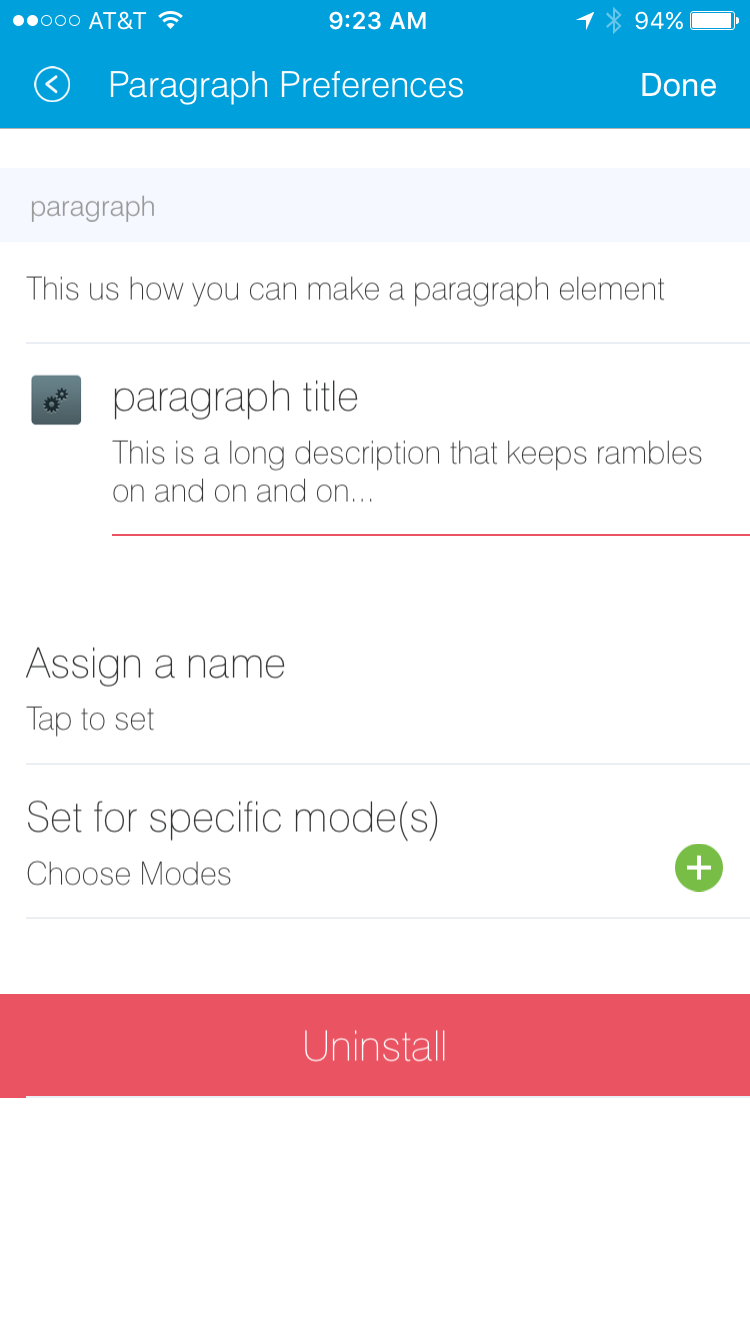 AT&T 9:23 AM 94%
Paragraph Preferences Done
paragraph
This us how you can make a paragraph element
paragraph title
This is a long description that keeps rambles
on and on and on...
Assign a name
Tap to set
Set for specific mode(s)
Choose Modes
Uninstall